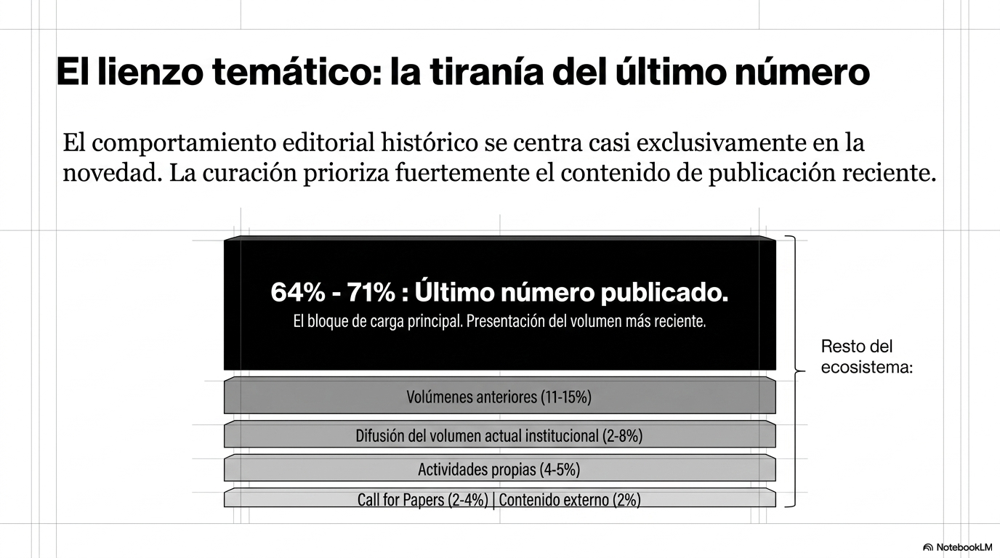 El lienzo temático: la tiranía del último número
El comportamiento editorial histórico se centra casi exclusivamente en la
novedad. La curación prioriza fuertemente el contenido de publicación reciente.
64% - 71% : Último número publicado.
El bloque de carga principal. Presentación del volumen más reciente.
Resto del
ecosistema:
Volúmenes anteriores (11-15%)
Difusión del volumen actual institucional (2-8%)
Actividades propias (4-5%)
Call for Papers (2-4%) | Contenido externo (2%)
NotebookLM